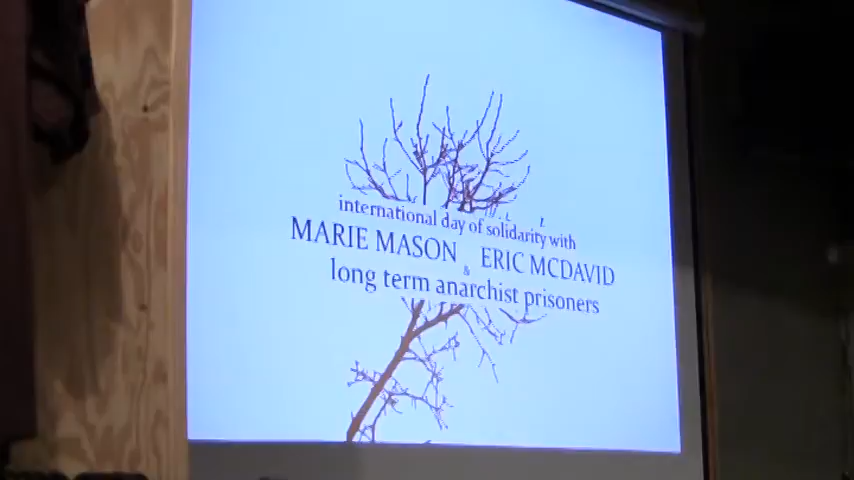 international day of solidarity with
MARIE MASON & ERIC MCDAVID
long term anarchist prisoners